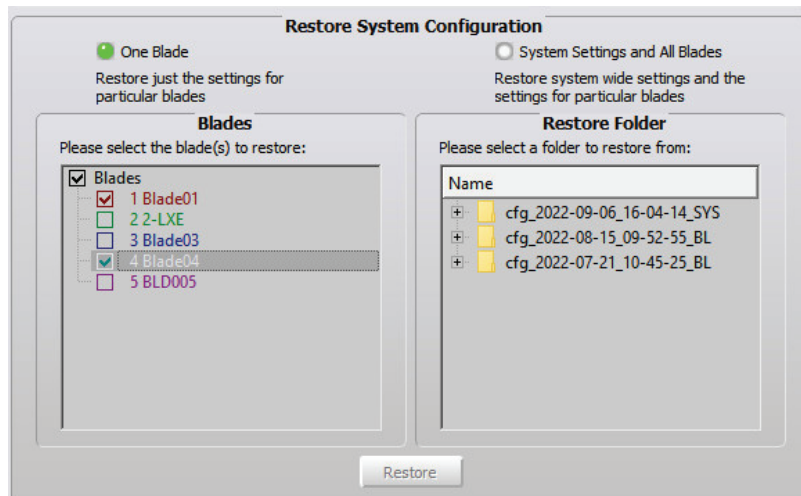 Restore System Configuration
One Blade
System Settings and All Blades
Restore just the settings for
particular blades
Restore system wide settings and the
settings for particular blades
Blades
Please select the blade(s) to restore:
Blades
1 Blade01
2 2-LXE
3 Blade03
4 Blade04
5 BLD005
Restore Folder
Please select a folder to restore from:
Name
cfg_2022-09-06_16-04-14_SYS
cfg_2022-08-15_09-52-55_BL
cfg_2022-07-21_10-45-25_BL
Restore